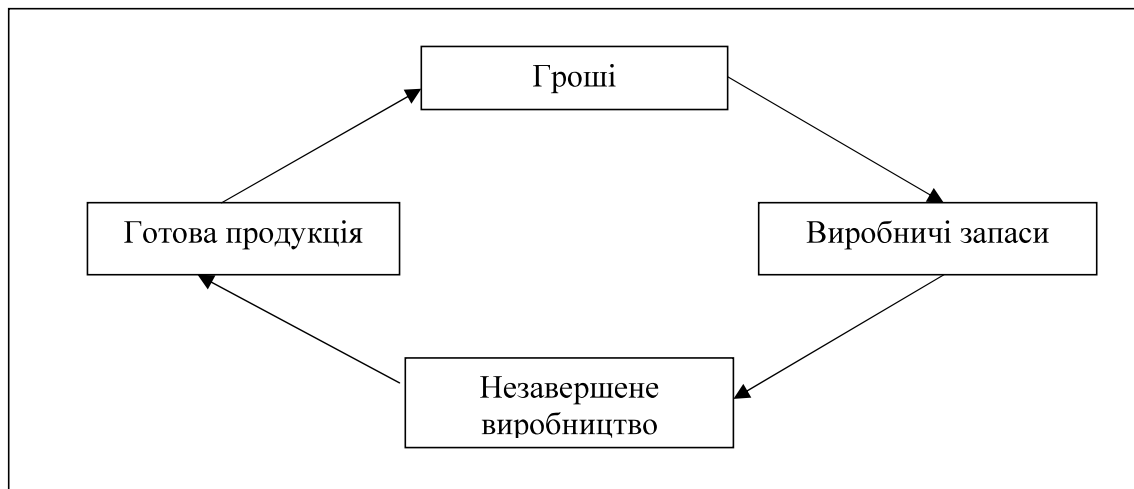 Гроші
Готова продукція
Виробничі запаси
Незавершене
виробництво